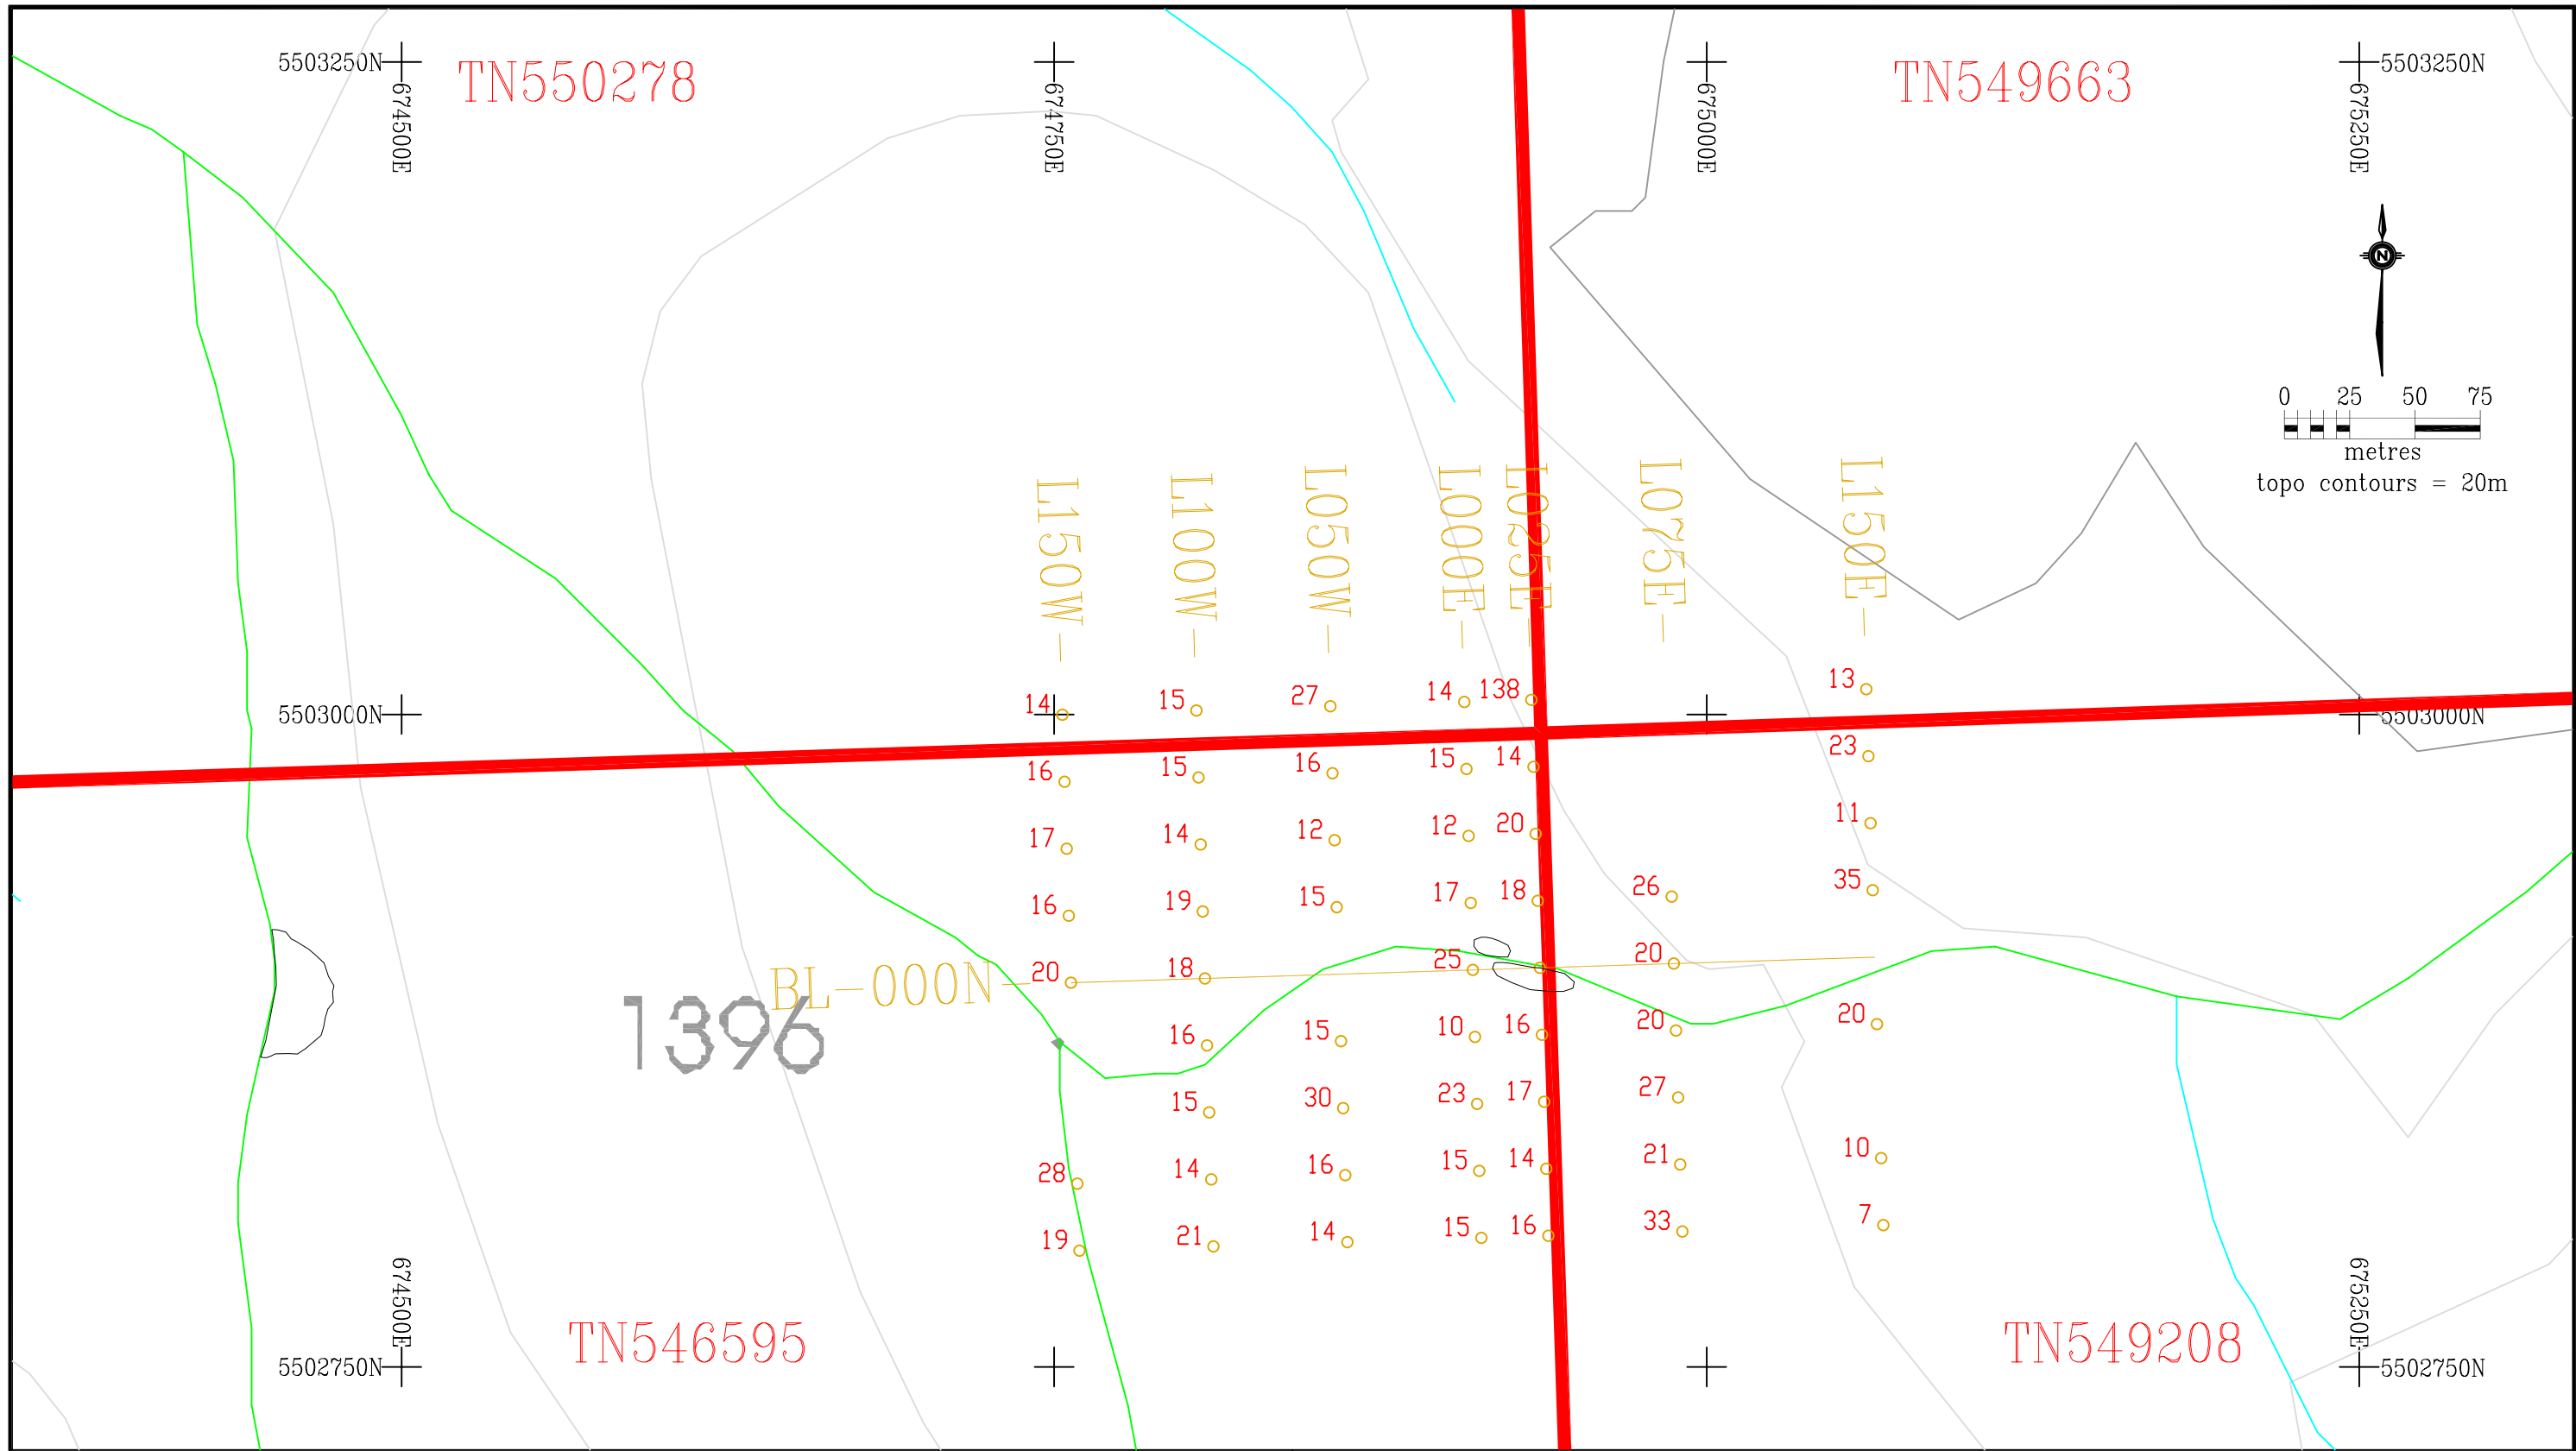 5503250N
TN550278
TN549663
5503250N
674500E
674750E
675000E
675250E
N
0 25 50 75
metres
topo contours = 20m
L150W-
L100W-
L050W-
L000E-
L025E-
L075E-
L150E-
5503000N
14 15 27 14 138 13
5503000N
16 15 16 15 14 23
17 14 12 12 20 11
16 19 15 17 18 26 35
BL-000N-
20 18 25 20
1396
16 15 10 16 20 20
15 30 23 17 27
28 14 16 15 14 21 10
19 21 14 15 16 33 7
674500E
675250E
TN546595
TN549208
5502750N
5502750N